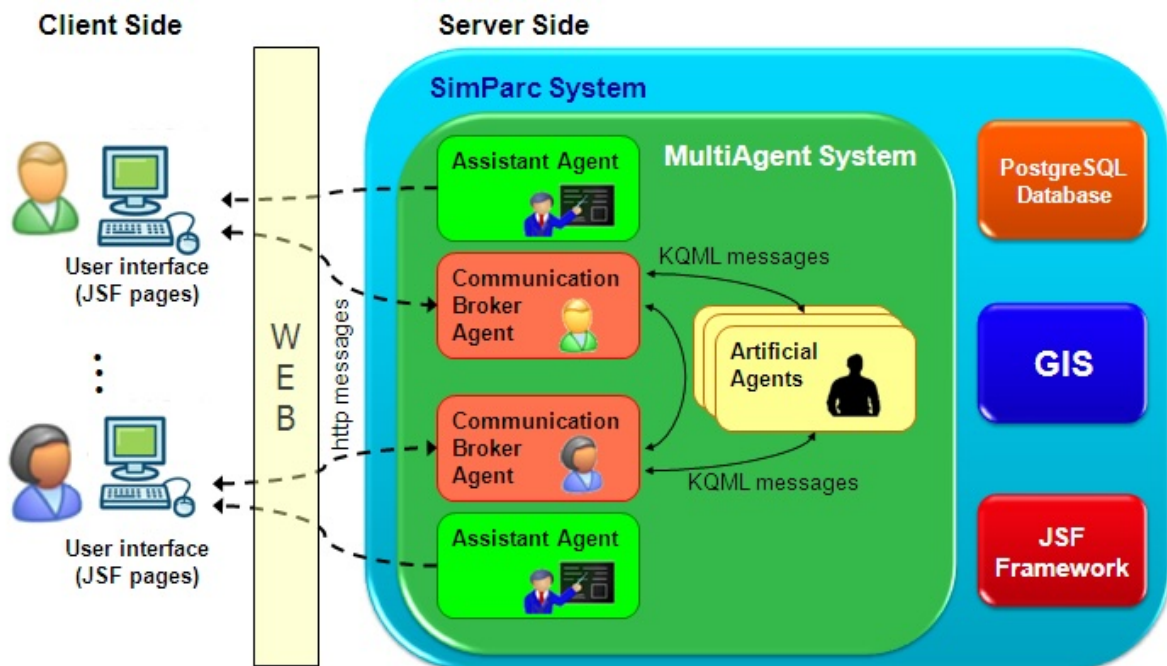 Client Side
Server Side
SimParc System
MultiAgent System
Assistant Agent
PostgreSQL
Database
User interface
(JSF pages)
Communication
Broker
Agent
KQML messages
W
E
B
http messages
Artificial
Agents
GIS
Communication
Broker
Agent
KQML messages
User interface
(JSF pages)
Assistant Agent
JSF
Framework